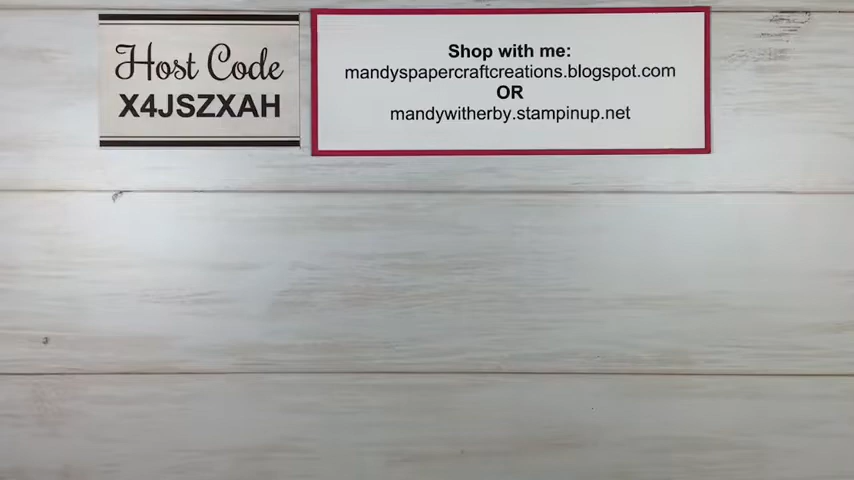 Host Code
X4JSZXAH
Shop with me:
mandyspapercraftcreations.blogspot.com
OR
mandywitherby.stampinup.net